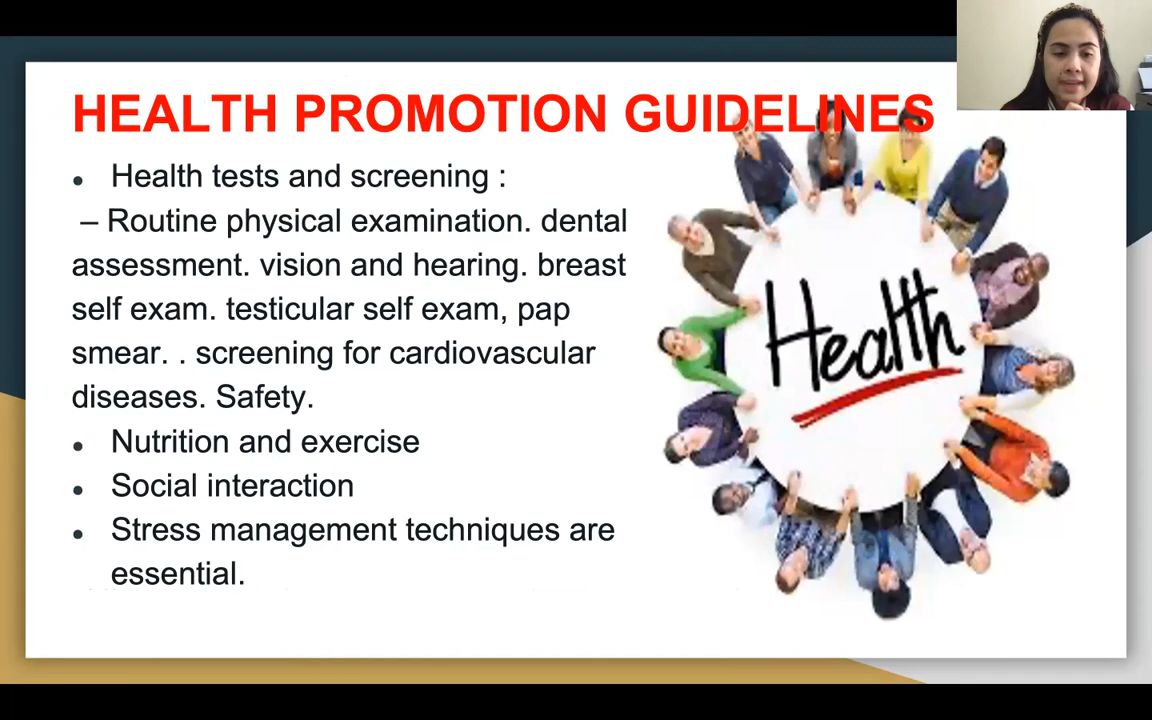 HEALTH PROMOTION GUIDELINES
• Health tests and screening :
– Routine physical examination. dental
assessment. vision and hearing. breast
self exam. testicular self exam, pap
smear. . screening for cardiovascular
diseases. Safety.
• Nutrition and exercise
• Social interaction
• Stress management techniques are
essential.
Health